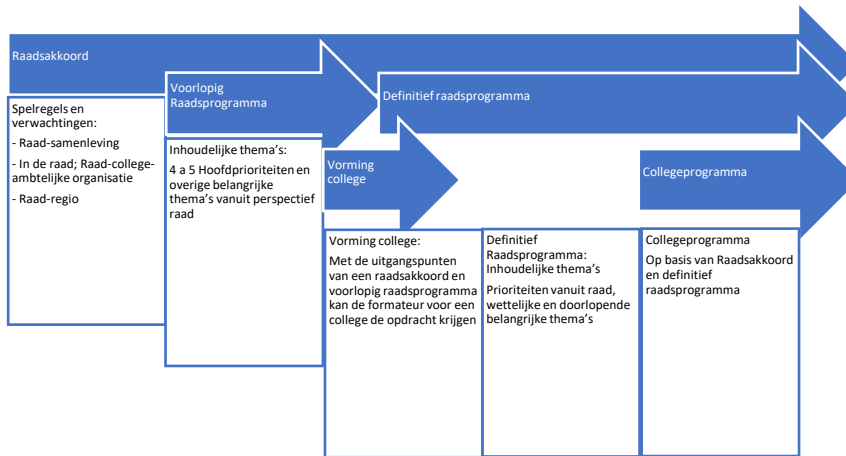 Raadsakkoord
Voorlopig
Raadsprogramma
Definitief raadsprogramma
Spelregels en
verwachtingen:
- Raad-samenleving
- In de raad; Raad-college-
ambtelijke organisatie
- Raad-regio
Inhoudelijke thema's:
4 a 5 Hoofdprioriteiten en
overige belangrijke
thema's vanuit perspectief
raad
Vorming
college
Collegeprogramma
Vorming college:
Met de uitgangspunten
van een raadsakkoord en
voorlopig raadsprogramma
kan de formateur voor een
college de opdracht krijgen
Definitief
Raadsprogramma:
Inhoudelijke thema's
Prioriteiten vanuit raad,
wettelijke en doorlopende
belangrijke thema's
Collegeprogramma
Op basis van Raadsakkoord
en definitief
raadsprogramma